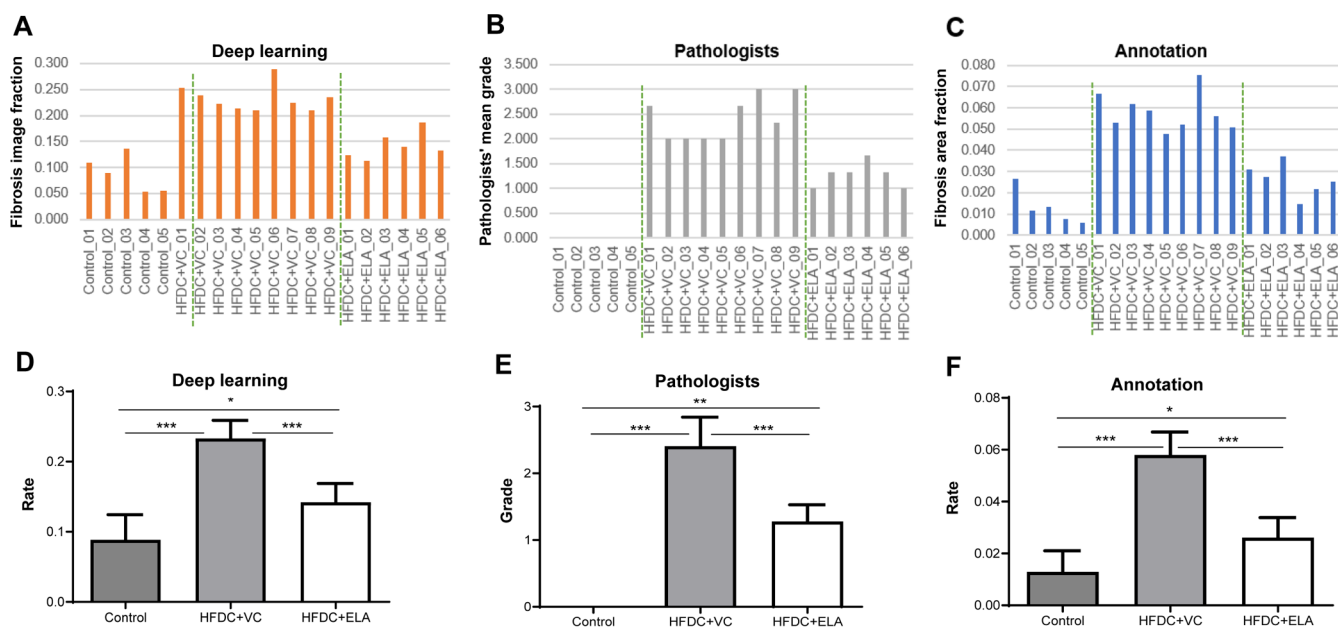 A
Deep learning
Fibrosis image fraction
0.300
0.250
0.200
0.150
0.100
0.050
0.000
Control_01
Control_02
Control_03
Control_04
Control_05
HFDC+VC_01
HFDC+VC_02
HFDC+VC_03
HFDC+VC_04
HFDC+VC_05
HFDC+VC_06
HFDC+VC_07
HFDC+VC_08
HFDC+VC_09
HFDC+ELA_01
HFDC+ELA_02
HFDC+ELA_03
HFDC+ELA_04
HFDC+ELA_05
HFDC+ELA_06
B
Pathologists
Pathologists' mean grade
3.500
3.000
2.500
2.000
1.500
1.000
0.500
0.000
Control_01
Control_02
Control_03
Control_04
Control_05
HFDC+VC_01
HFDC+VC_02
HFDC+VC_03
HFDC+VC_04
HFDC+VC_05
HFDC+VC_06
HFDC+VC_07
HFDC+VC_08
HFDC+VC_09
HFDC+ELA_01
HFDC+ELA_02
HFDC+ELA_03
HFDC+ELA_04
HFDC+ELA_05
HFDC+ELA_06
C
Annotation
Fibrosis area fraction
0.080
0.070
0.060
0.050
0.040
0.030
0.020
0.010
0.000
Control_01
Control_02
Control_03
Control_04
Control_05
HFDC+VC_01
HFDC+VC_02
HFDC+VC_03
HFDC+VC_04
HFDC+VC_05
HFDC+VC_06
HFDC+VC_07
HFDC+VC_08
HFDC+VC_09
HFDC+ELA_01
HFDC+ELA_02
HFDC+ELA_03
HFDC+ELA_04
HFDC+ELA_05
HFDC+ELA_06
D
Deep learning
Rate
0.3
0.2
0.1
0.0
*
*** ***
Control HFDC+VC HFDC+ELA
E
Pathologists
Grade
3
2
1
0
**
*** ***
Control HFDC+VC HFDC+ELA
F
Annotation
Rate
0.08
0.06
0.04
0.02
0.00
*
*** ***
Control HFDC+VC HFDC+ELA